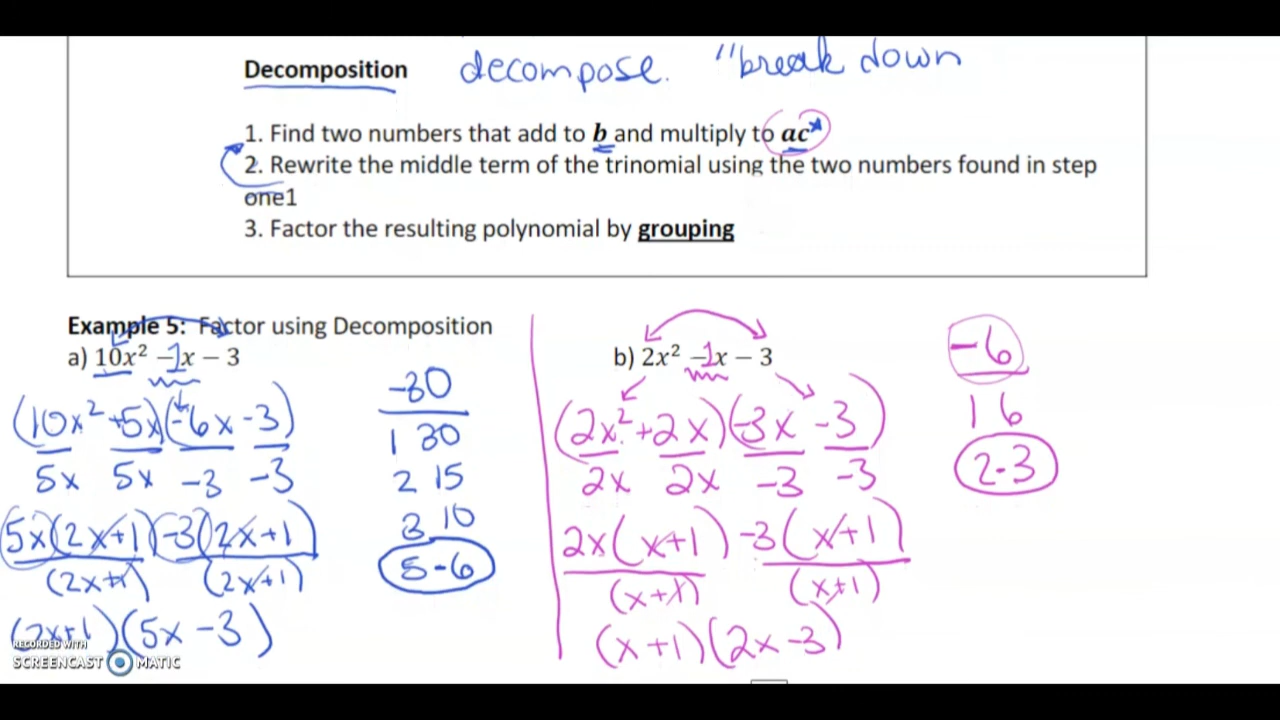 Decomposition decompose. "break down
1. Find two numbers that add to b and multiply to ac*
2. Rewrite the middle term of the trinomial using the two numbers found in step
one1
3. Factor the resulting polynomial by grouping
Example 5: Factor using Decomposition
a) 10x² -1x – 3
-30
(10x² +5x)(-6x -3)
5x 5x -3 -3
1 30
2 15
3 10
5 -6
5x(2x+1) -3(2x+1)
(2x+1) (2x+1)
(2x+1)(5x -3)
b) 2x² -1x – 3
-6
(2x² +2x)(-3x -3)
2x 2x -3 -3
1 6
2 -3
2x(x+1) -3(x+1)
(x+1) (x+1)
(x+1)(2x -3)
RECORDED WITH
SCREENCAST MATIC